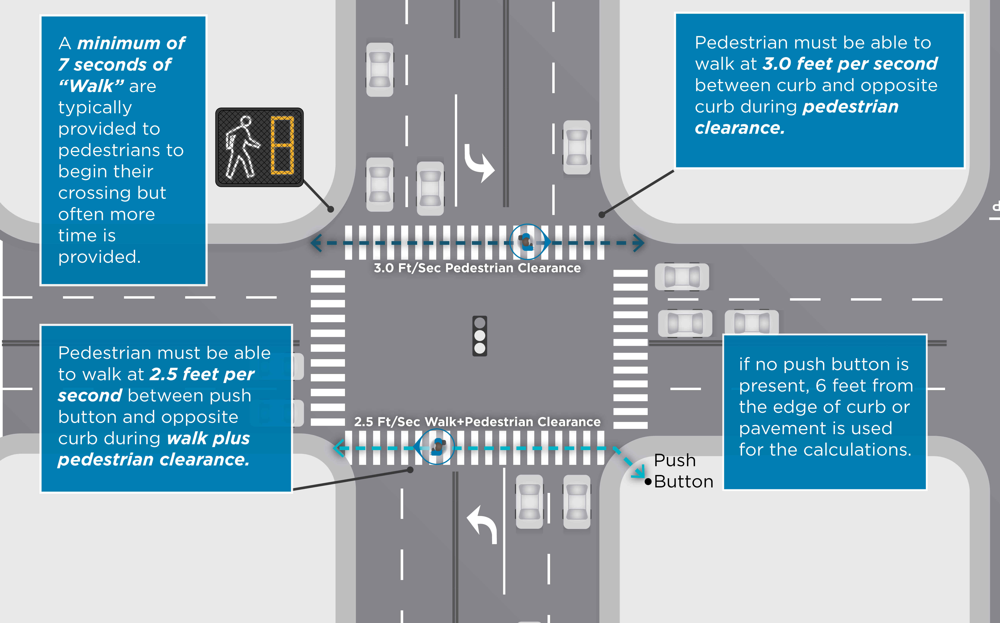 A minimum of
7 seconds of
“Walk” are
typically
provided to
pedestrians to
begin their
crossing but
often more
time is
provided.
8
Pedestrian must be able to
walk at 3.0 feet per second
between curb and opposite
curb during pedestrian
clearance.
3.0 Ft/Sec Pedestrian Clearance
Pedestrian must be able
to walk at 2.5 feet per
second between push
button and opposite
curb during walk plus
pedestrian clearance.
2.5 Ft/Sec Walk+Pedestrian Clearance
Push
Button
if no push button is
present, 6 feet from
the edge of curb or
pavement is used
for the calculations.